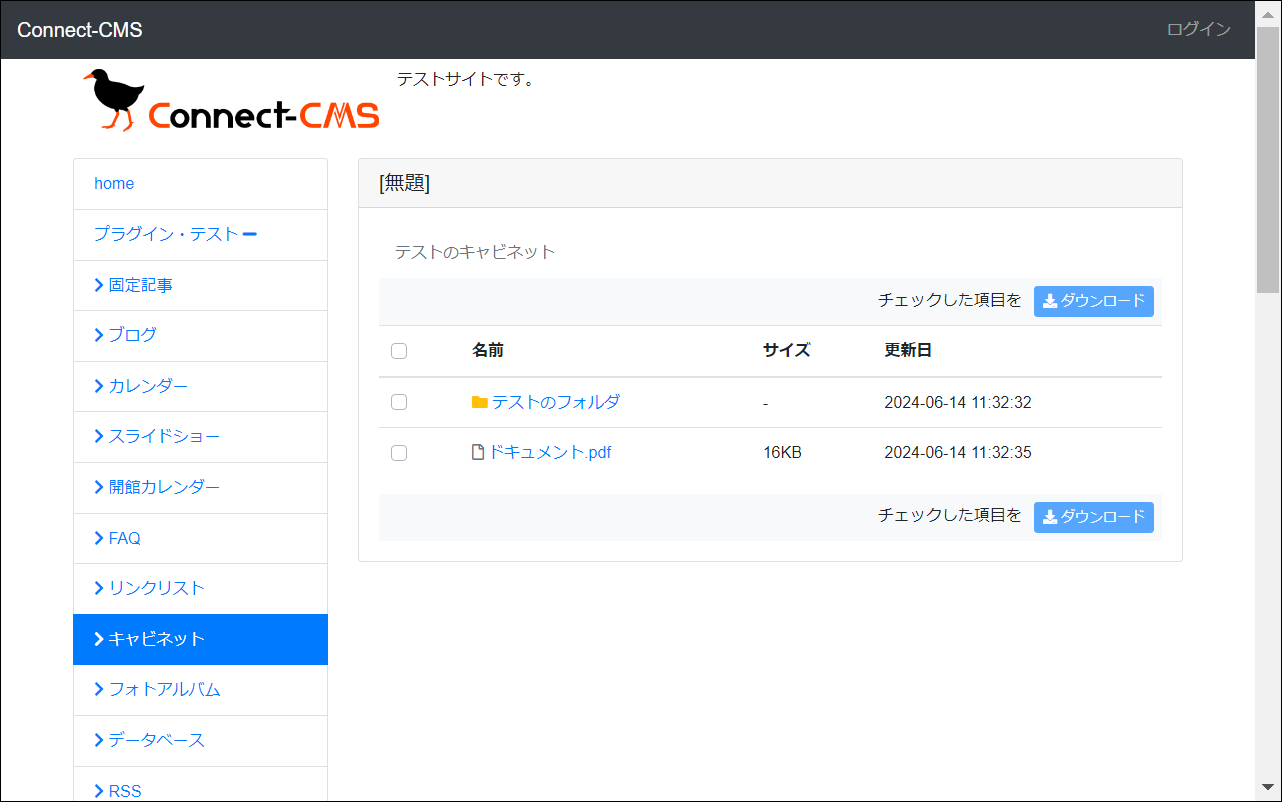 Connect-CMS
ログイン
Connect-CMS
テストサイトです。
home
プラグイン・テスト
固定記事
ブログ
カレンダー
スライドショー
開館カレンダー
FAQ
リンクリスト
キャビネット
フォトアルバム
データベース
RSS
[無題]
テストのキャビネット
チェックした項目を ダウンロード
名前 サイズ 更新日
テストのフォルダ - 2024-06-14 11:32:32
ドキュメント.pdf 16KB 2024-06-14 11:32:35
チェックした項目を ダウンロード